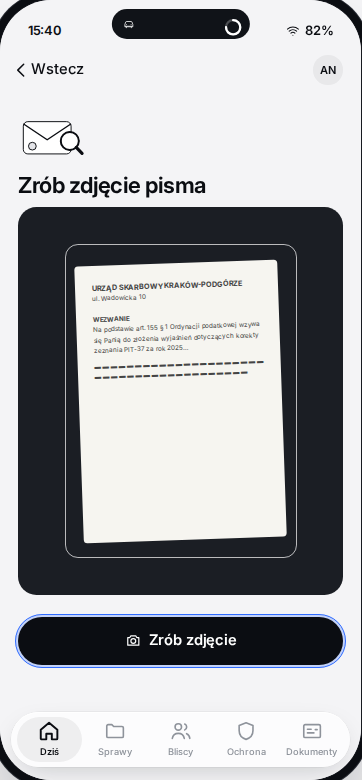 15:40
82%
Wstecz
AN
Zrób zdjęcie pisma
URZĄD SKARBOWY KRAKÓW-PODGÓRZE
ul. Wadowicka 10
WEZWANIE
Na podstawie art. 155 § 1 Ordynacji podatkowej wzywa
się Panią do złożenia wyjaśnień dotyczących korekty
zeznania PIT-37 za rok 2025...
Zrób zdjęcie
Dziś
Sprawy
Bliscy
Ochrona
Dokumenty